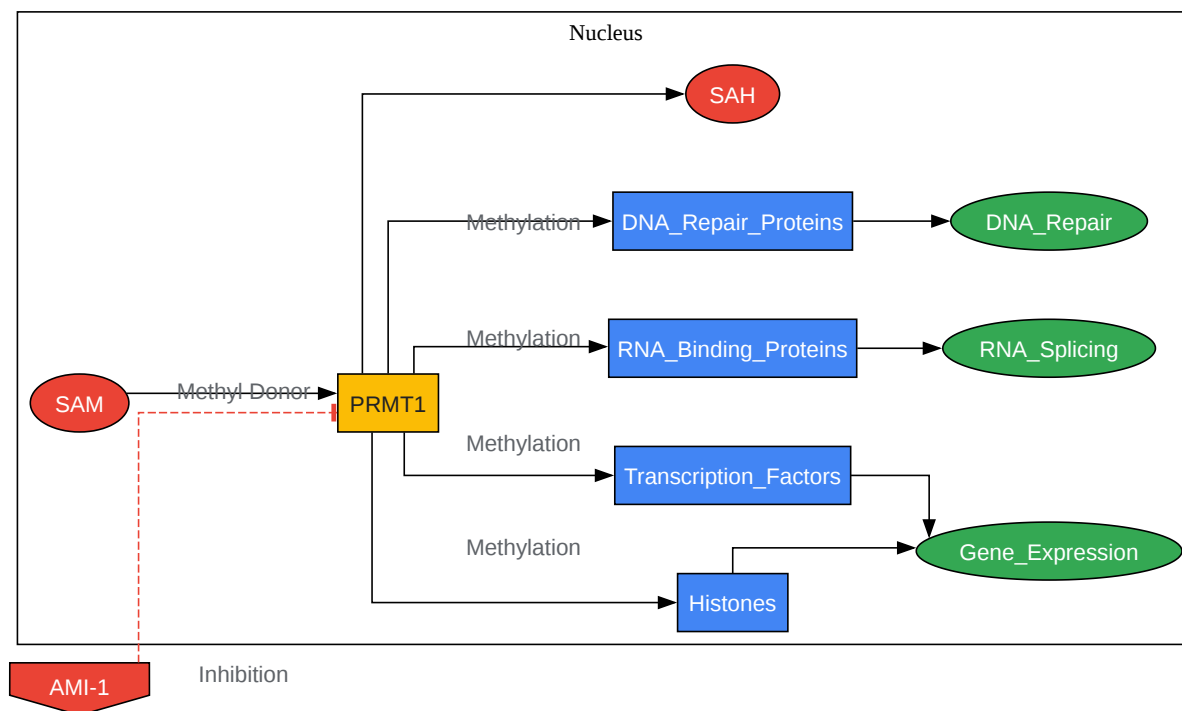 Nucleus
SAH
Methylation
DNA_Repair_Proteins
DNA_Repair
Methylation
RNA_Binding_Proteins
RNA_Splicing
SAM
Methyl Donor
PRMT1
Methylation
Transcription_Factors
Methylation
Gene_Expression
Histones
Inhibition
AMI-1